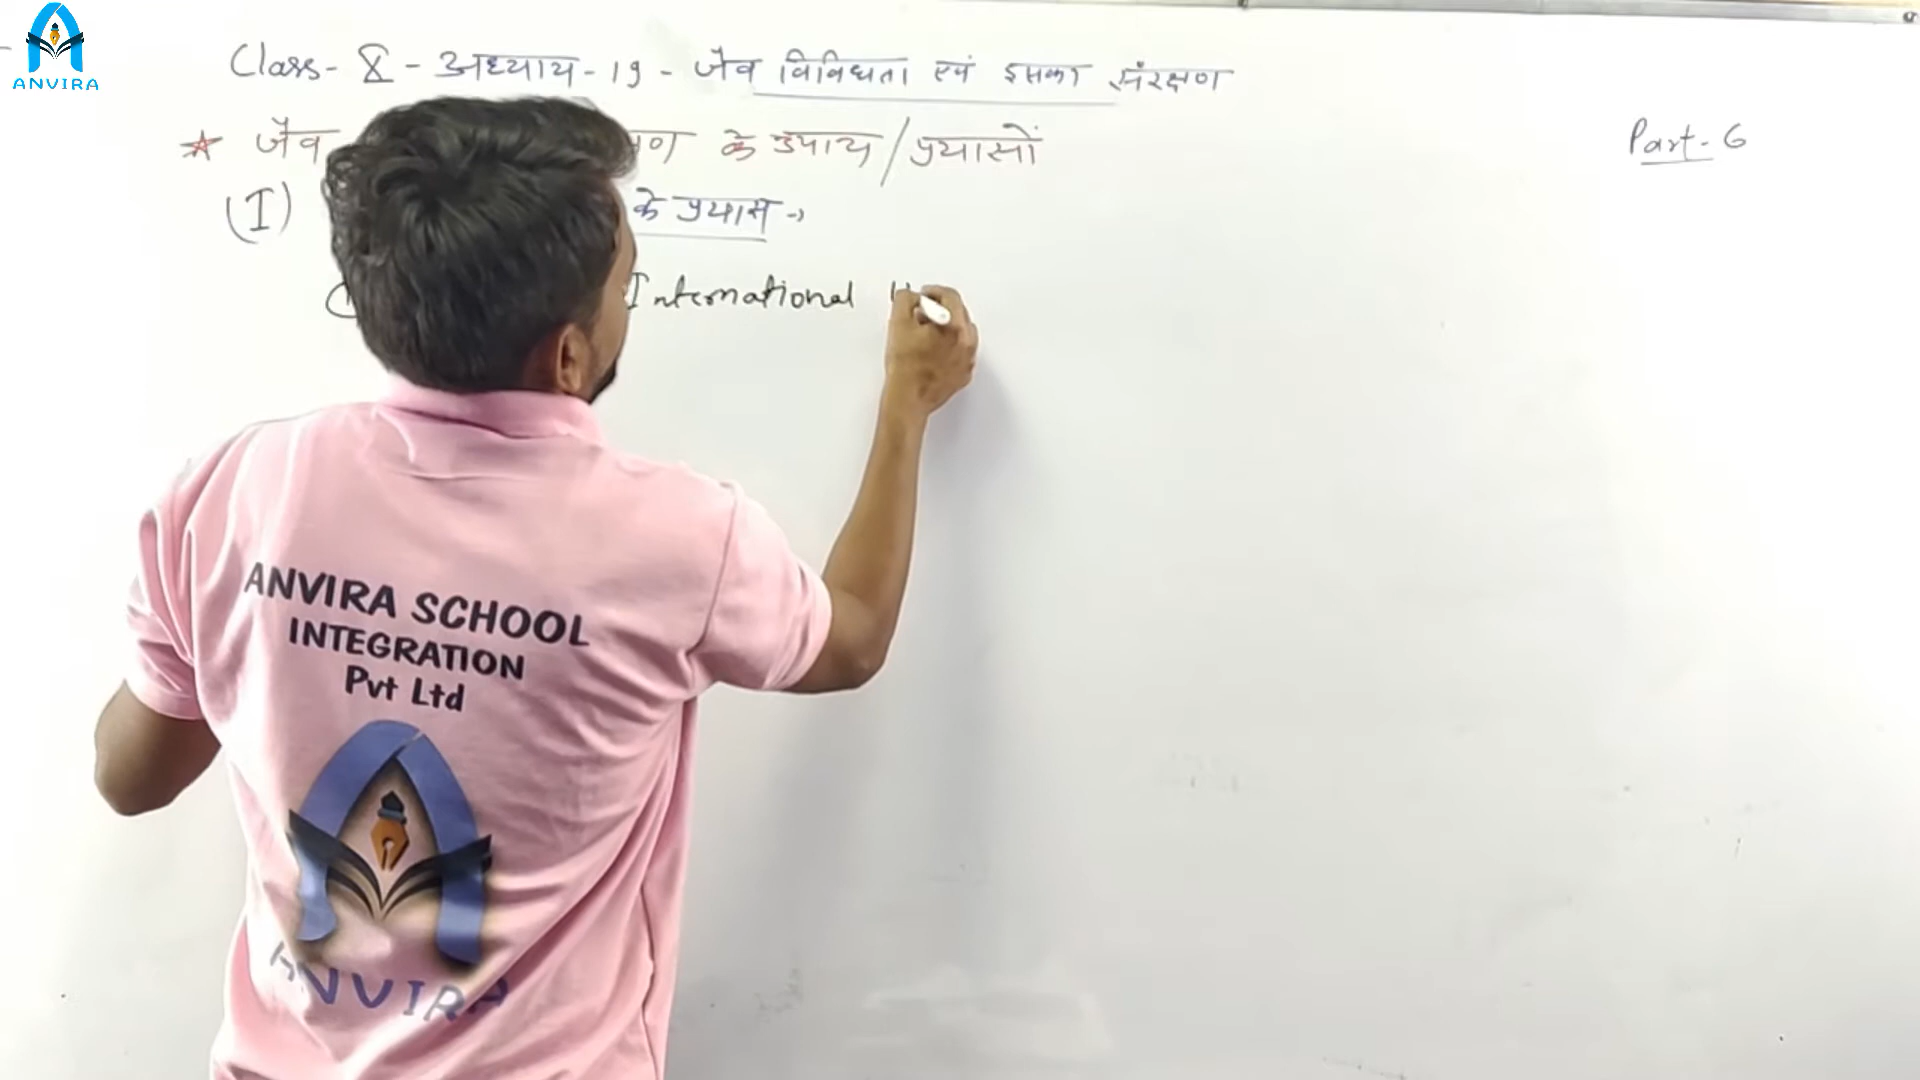 ANVIRA
Class - X - अध्याय - 19 - जैव विविधता एवं इसका संरक्षण
Part - 6
★ जैव के उपाय / प्रयासों
(I) के प्रयास →
International
ANVIRA SCHOOL
INTEGRATION
Pvt Ltd
ANVIRA